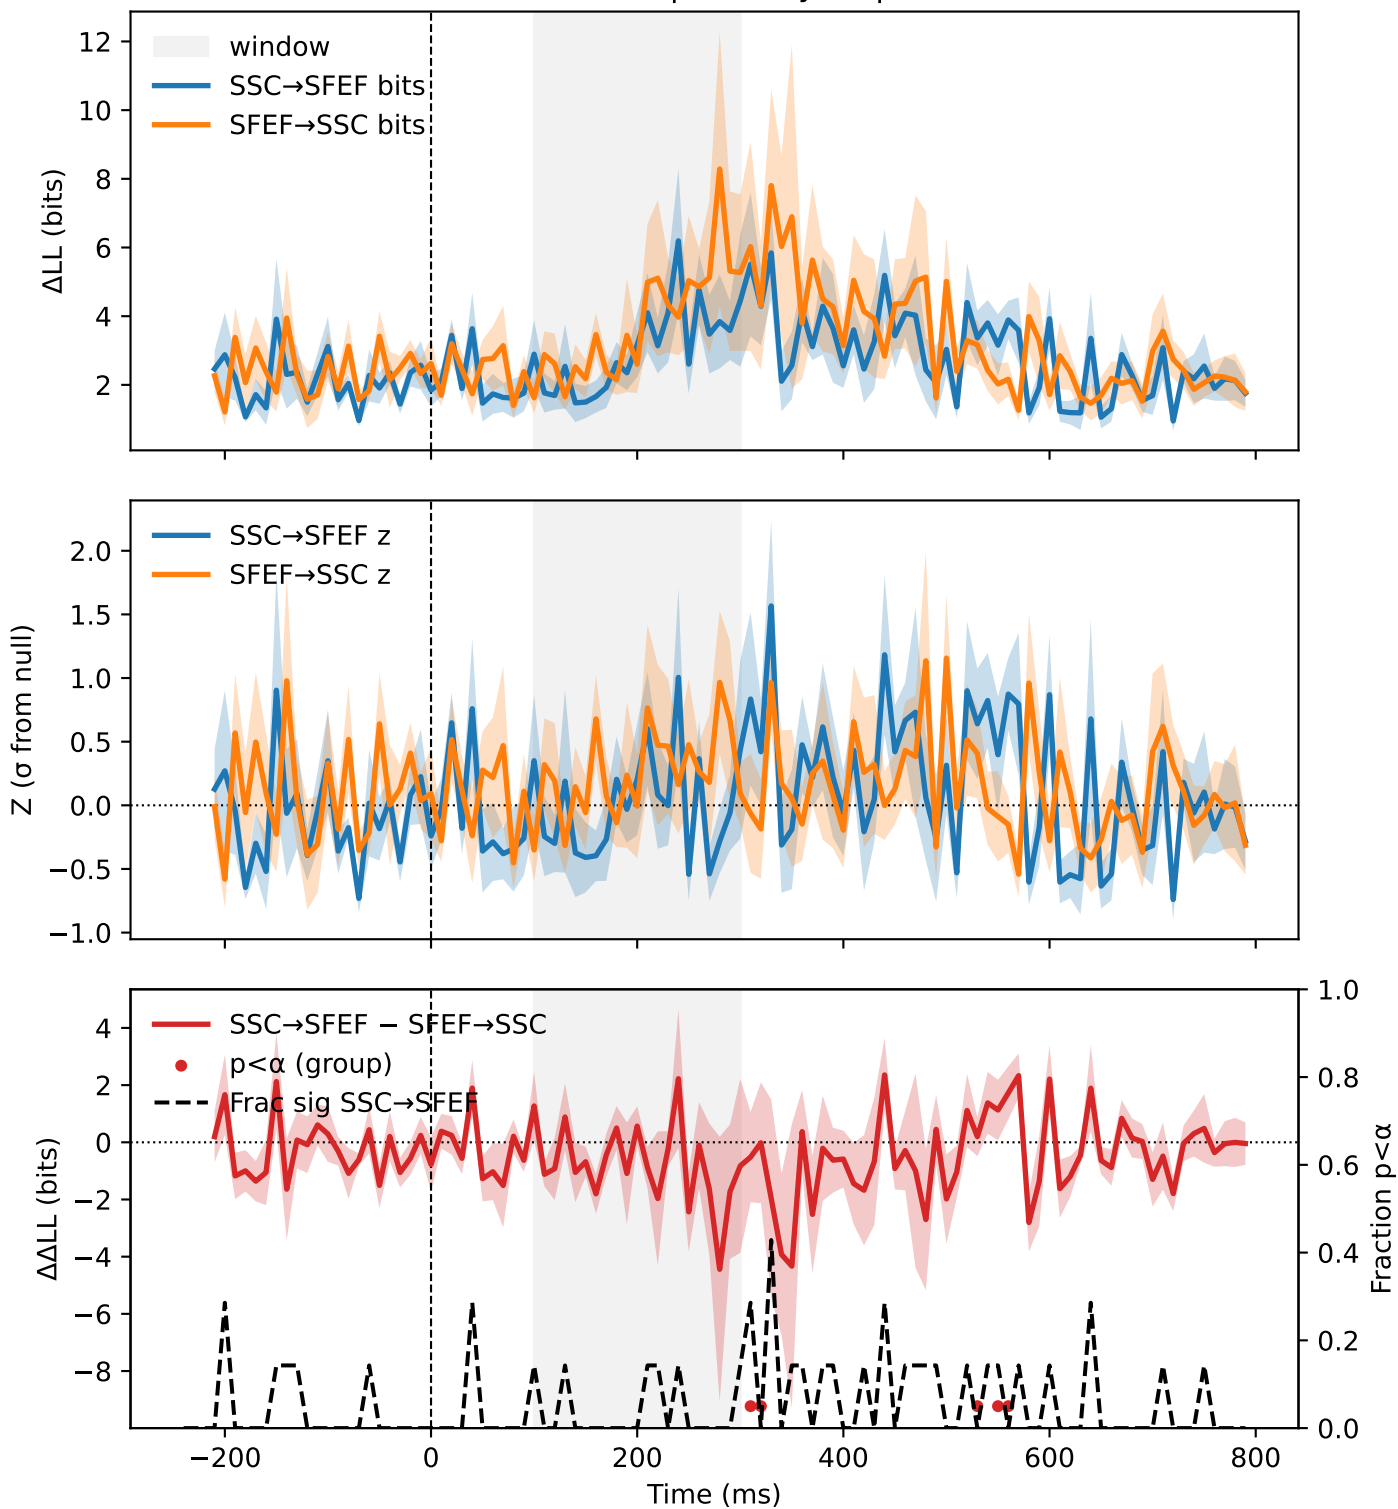 window
SSC→SFEF bits
SFEF→SSC bits
12
10
8
6
4
2
ΔLL (bits)
SSC→SFEF z
SFEF→SSC z
2.0
1.5
1.0
0.5
0.0
−0.5
−1.0
Z (σ from null)
SSC→SFEF − SFEF→SSC
p<α (group)
Frac sig SSC→SFEF
4
2
0
−2
−4
−6
−8
ΔΔLL (bits)
1.0
0.8
0.6
0.4
0.2
0.0
Fraction p<α
−200
0
200
400
600
800
Time (ms)